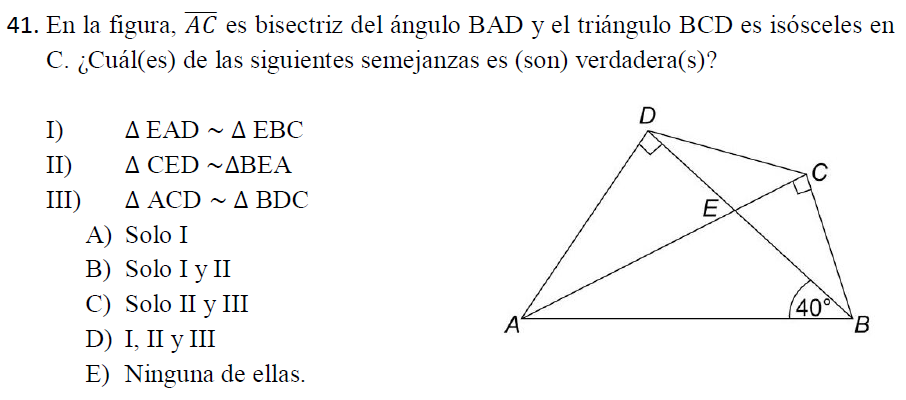 41. En la figura, AC es bisectriz del ángulo BAD y el triángulo BCD es isósceles en
C. ¿Cuál(es) de las siguientes semejanzas es (son) verdadera(s)?
I) Δ EAD ~ Δ EBC
II) Δ CED ~ΔBEA
III) Δ ACD ~ Δ BDC
A) Solo I
B) Solo I y II
C) Solo II y III
D) I, II y III
E) Ninguna de ellas.
D
C
E
40°
A
B